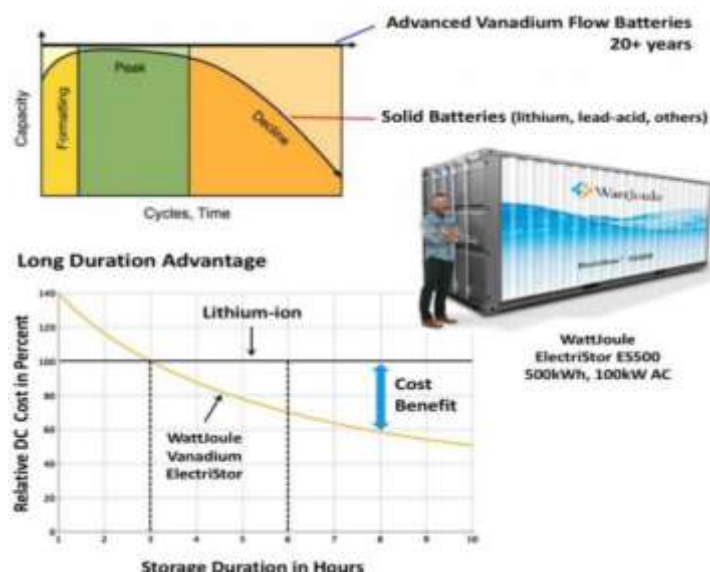 Advanced Vanadium Flow Batteries
20+ years
Capacity
Formatting
Peak
Decline
Solid Batteries (lithium, lead-acid, others)
Cycles, Time
WattJoule
Long Duration Advantage
WattJoule
ElectriStor ES500
500kWh, 100kW AC
Relative DC Cost in Percent
140
120
100
80
60
40
20
0
Lithium-ion
Cost
Benefit
WattJoule
Vanadium
ElectriStor
1 2 3 4 5 6 7 8 9 10
Storage Duration in Hours